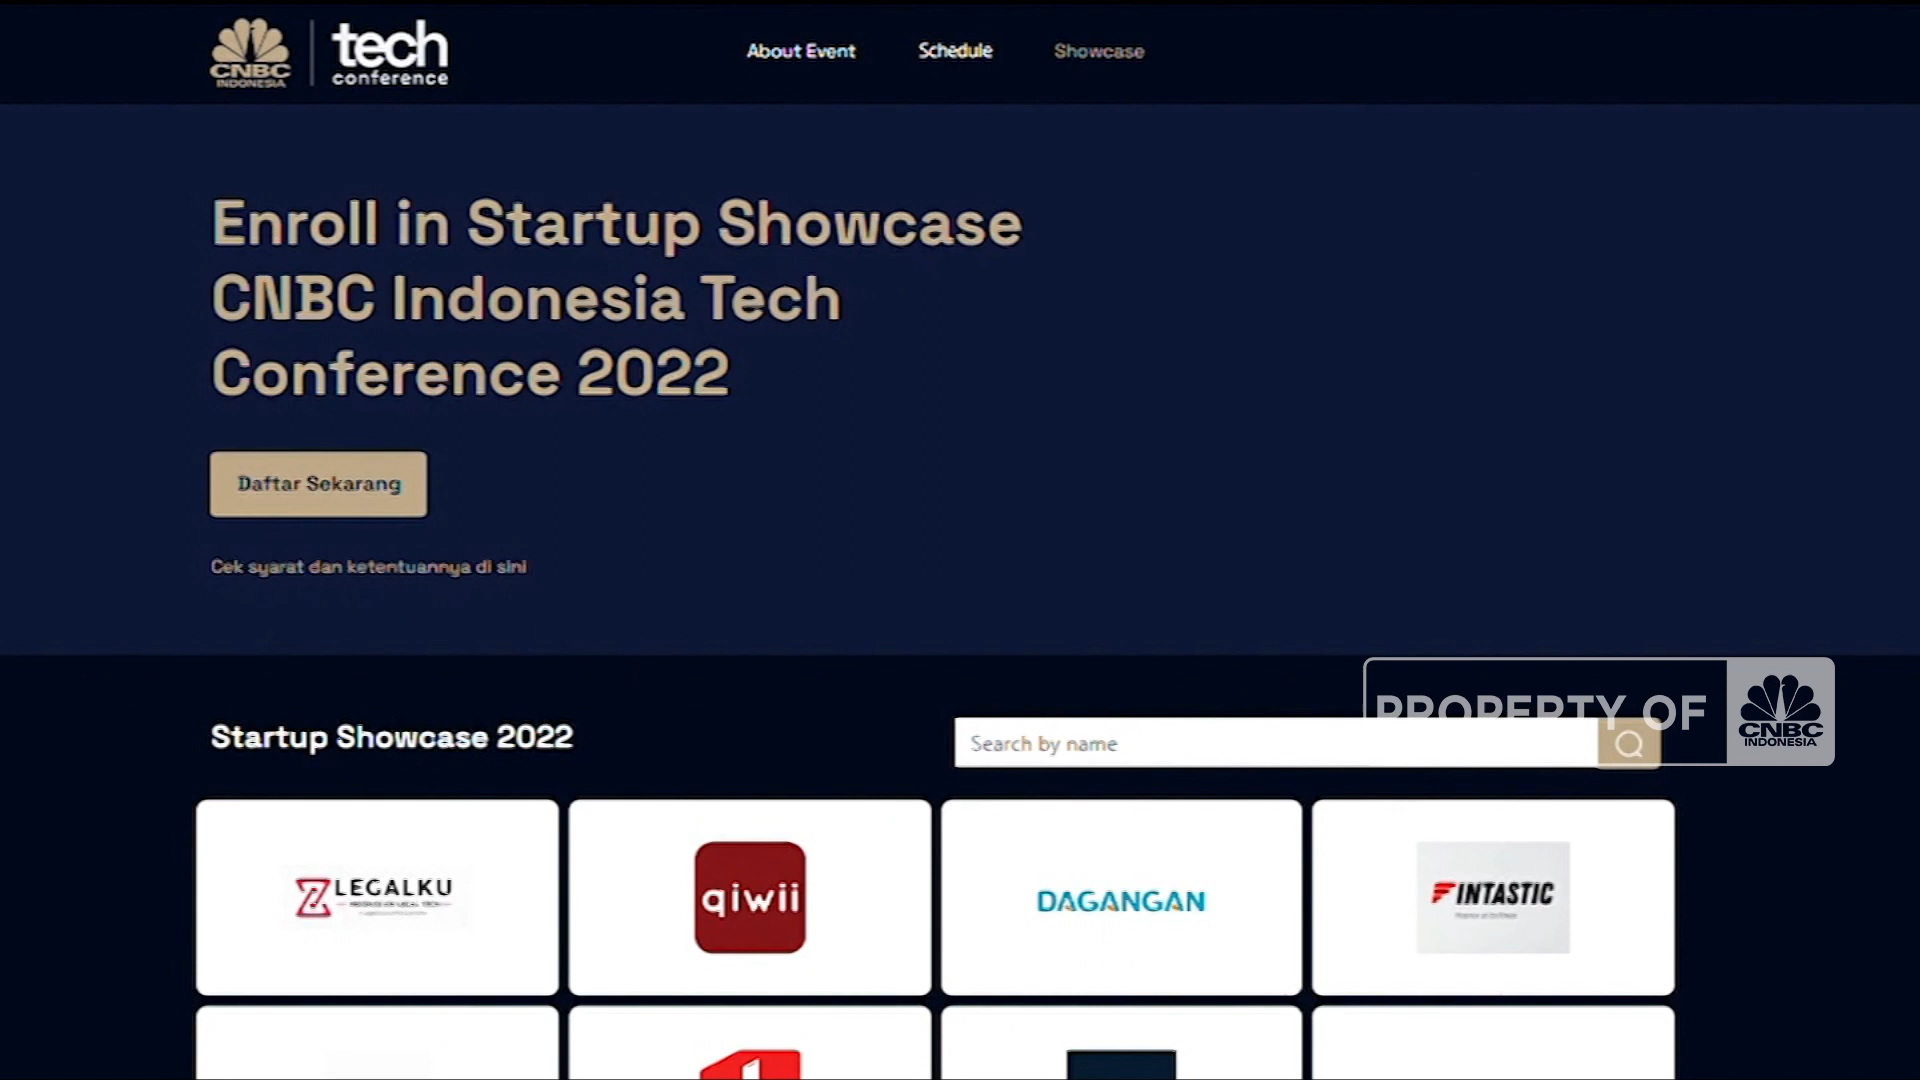 CNBC
INDONESIA
tech
conference
About Event
Schedule
Showcase
Enroll in Startup Showcase
CNBC Indonesia Tech
Conference 2022
Daftar Sekarang
Cek syarat dan ketentuannya di sini
PROPERTY OF
CNBC
INDONESIA
Startup Showcase 2022
Search by name
LEGALKU
qiwii
DAGANGAN
FINTASTIC